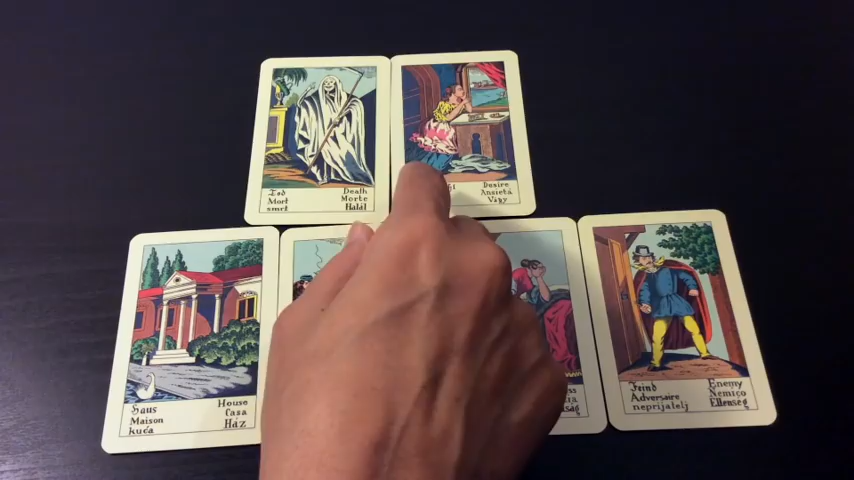 Tod Death
Mort Morte
smrt Halál
Desire
Ansietá
Vágy
Haus House
Maison Casa
kuća Ház
Feind Enemy
Adversaire Nemico
neprijatelj Ellenség